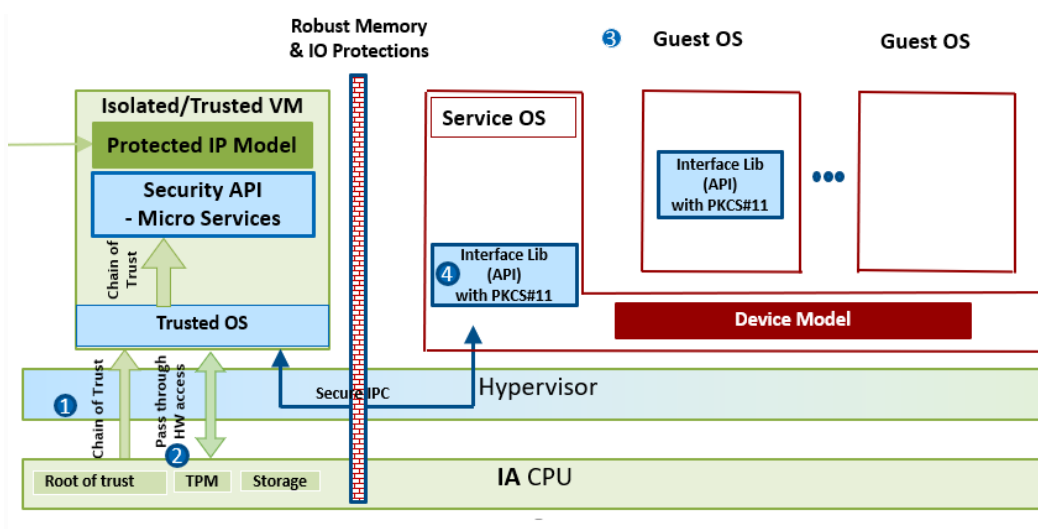 Robust Memory
& IO Protections
3
Guest OS
Guest OS
Isolated/Trusted VM
Protected IP Model
Security API
- Micro Services
Chain of
Trust
Trusted OS
Service OS
Interface Lib
(API)
with PKCS#11
4
Interface Lib
(API)
with PKCS#11
Device Model
1
Chain of Trust
Pass through
HW access
2
Secure IPC
Hypervisor
Root of trust
TPM
Storage
IA CPU